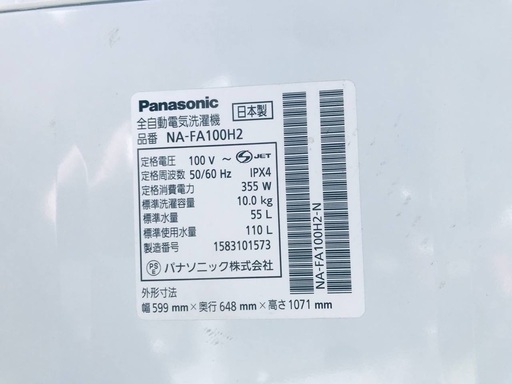 Panasonic 日本製
全自動電気洗濯機
品番 NA-FA100H2
定格電圧 100 V ～ S JET
定格周波数 50/60 Hz IPX4
定格消費電力 355 W
標準洗濯容量 10.0 kg
標準水量 55 L
標準使用水量 110 L
製造番号 1583101573
PS E パナソニック株式会社
外形寸法
幅 599 mm×奥行 648 mm×高さ 1071 mm
NA-FA100H2-N